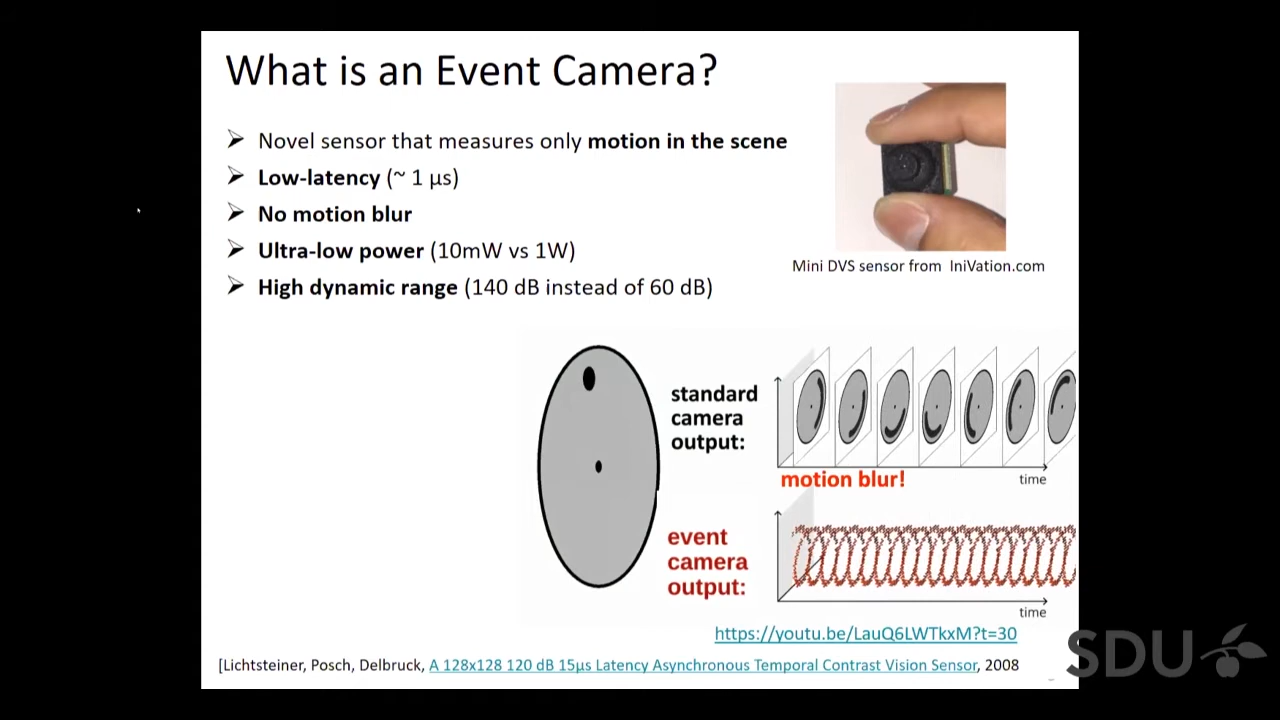 What is an Event Camera?
Novel sensor that measures only motion in the scene
Low-latency (~ 1 μs)
No motion blur
Ultra-low power (10mW vs 1W)
High dynamic range (140 dB instead of 60 dB)
Mini DVS sensor from IniVation.com
standard
camera
output:
motion blur!
time
event
camera
output:
time
https://youtu.be/LauQ6LWTkxM?t=30
[Lichtsteiner, Posch, Delbruck, A 128x128 120 dB 15μs Latency Asynchronous Temporal Contrast Vision Sensor, 2008
SDU